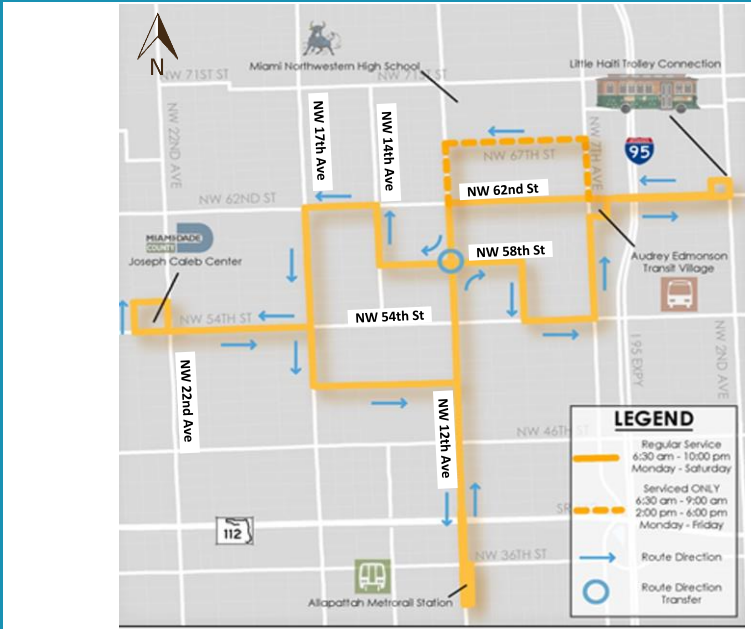 N
Miami Northwestern High School
NW 71ST ST
NW 71ST ST
Little Haiti Trolley Connection
NW 22ND AVE
NW 17th Ave
NW 14th Ave
NW 7TH AVE
95
NW 67TH ST
NW 62ND ST
NW 62nd St
MIAMI-DADE
COUNTY
Joseph Caleb Center
NW 58th St
Audrey Edmonson
Transit Village
NW 54TH ST
NW 54th St
NW 22nd Ave
I 95 EXPY
NW 2ND AVE
NW 12th Ave
NW 46TH ST
112
NW 36TH ST
Allapattah Metrorail Station
LEGEND
Regular Service
6:30 am - 10:00 pm
Monday - Saturday
Serviced ONLY
6:30 am - 9:00 am
2:00 pm - 6:00 pm
Monday - Friday
Route Direction
Route Direction
Transfer